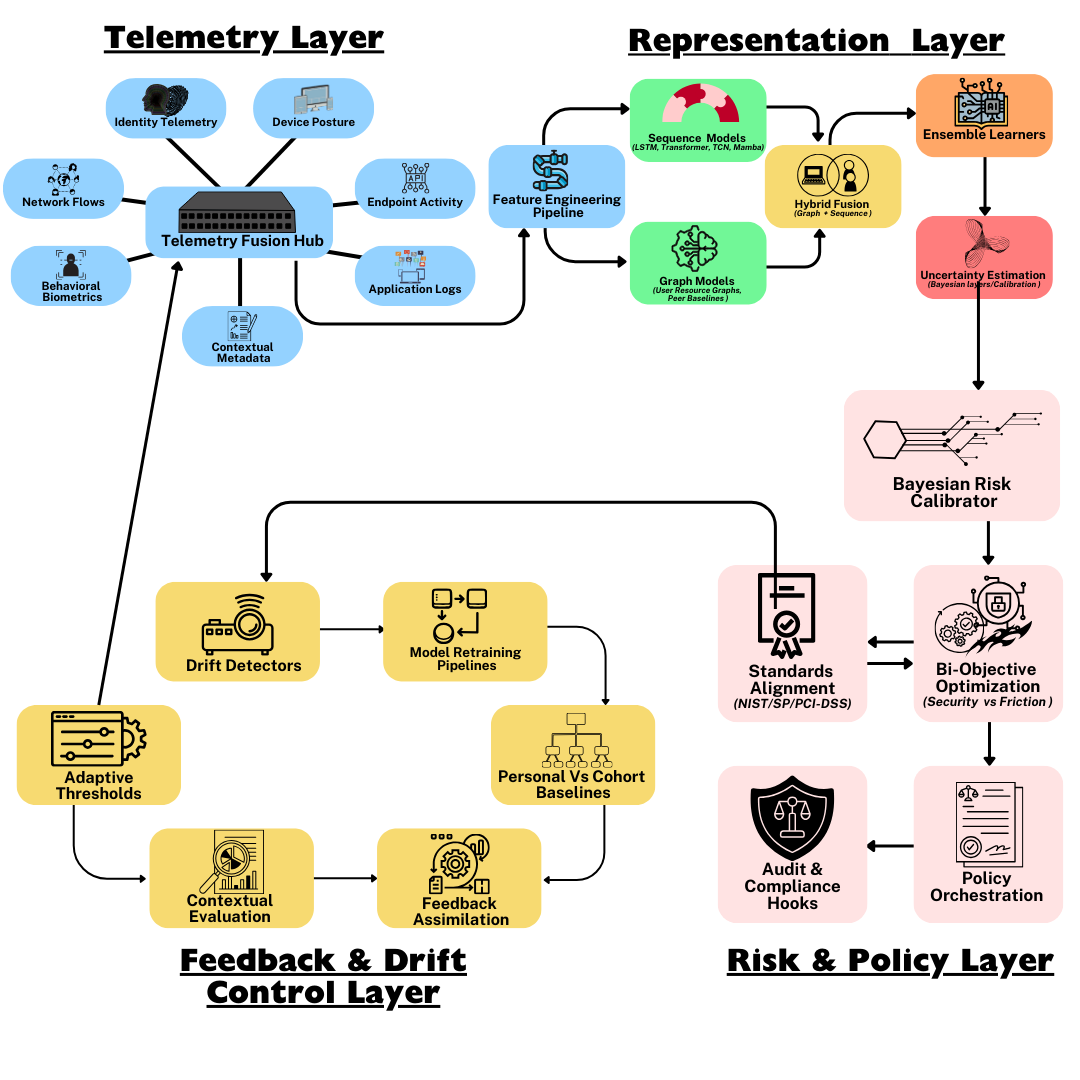 Telemetry Layer
Representation Layer
Identity Telemetry
Device Posture
Network Flows
API
Endpoint Activity
Telemetry Fusion Hub
Behavioral
Biometrics
Application Logs
Contextual
Metadata
Feature Engineering
Pipeline
Sequence Models
(LSTM, Transformer, TCN, Mamba)
Graph Models
(User Resource Graphs,
Peer Baselines)
Hybrid Fusion
(Graph + Sequence)
AI
Ensemble Learners
Uncertainty Estimation
(Bayesian layers/Calibration)
Bayesian Risk
Calibrator
Standards
Alignment
(NIST/SP/PCI-DSS)
Bi-Objective
Optimization
(Security vs Friction)
Audit &
Compliance
Hooks
Policy
Orchestration
Drift Detectors
Model Retraining
Pipelines
Adaptive
Thresholds
Personal Vs Cohort
Baselines
Contextual
Evaluation
Feedback
Assimilation
Feedback & Drift
Control Layer
Risk & Policy Layer